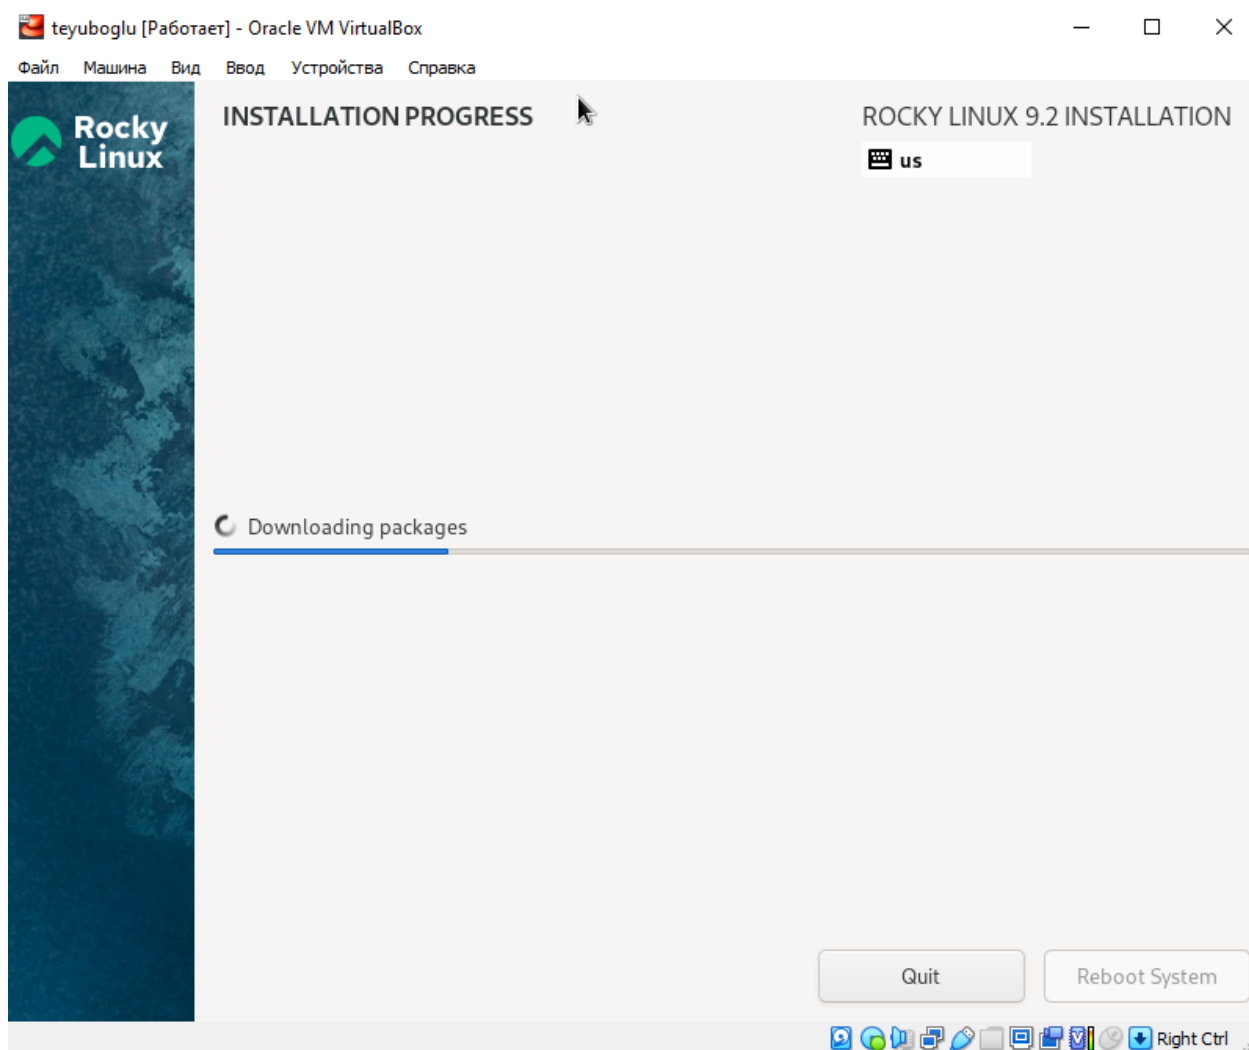 teyuboglu [Работает] - Oracle VM VirtualBox
Файл Машина Вид Ввод Устройства Справка
Rocky
Linux
INSTALLATION PROGRESS
ROCKY LINUX 9.2 INSTALLATION
us
Downloading packages
Quit
Reboot System
Right Ctrl